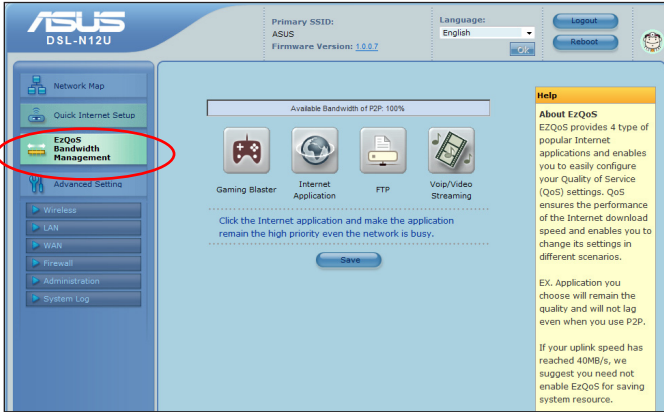 ASUS
DSL-N12U
Primary SSID:
ASUS
Firmware Version: 1.0.0.7
Language:
English
Ok
Logout
Reboot
Network Map
Quick Internet Setup
EzQoS
Bandwidth
Management
Advanced Setting
Wireless
LAN
WAN
Firewall
Administration
System Log
Available Bandwidth of P2P: 100%
Gaming Blaster
Internet
Application
FTP
Voip/Video
Streaming
Click the Internet application and make the application
remain the high priority even the network is busy.
Save
Help
About EzQoS
EZQoS provides 4 type of
popular Internet
applications and enables
you to easily configure
your Quality of Service
(QoS) settings. QoS
ensures the performance
of the Internet download
speed and enables you to
change its settings in
different scenarios.
EX. Application you
choose will remain the
quality and will not lag
even when you use P2P.
If your uplink speed has
reached 40MB/s, we
suggest you need not
enable EzQoS for saving
system resource.